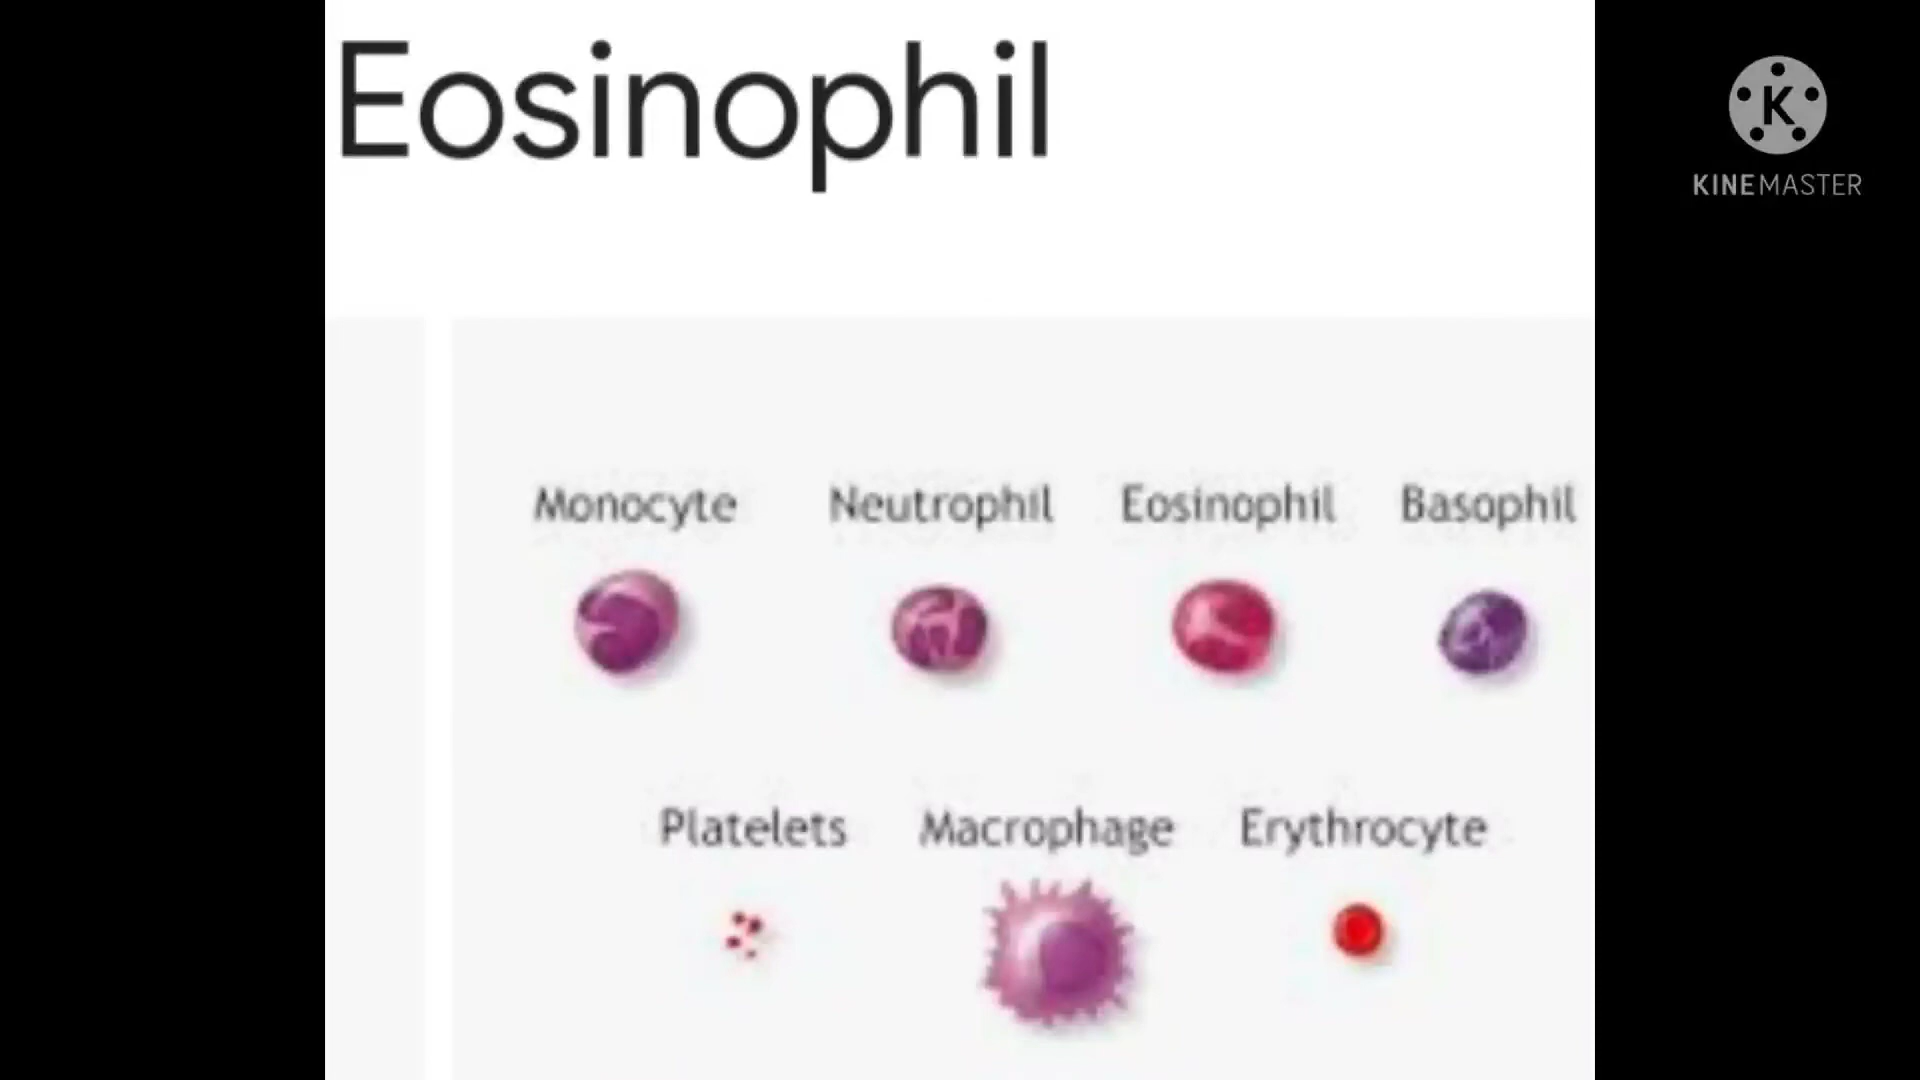 Eosinophil
K
KINEMASTER
Monocyte Neutrophil Eosinophil Basophil
Platelets Macrophage Erythrocyte